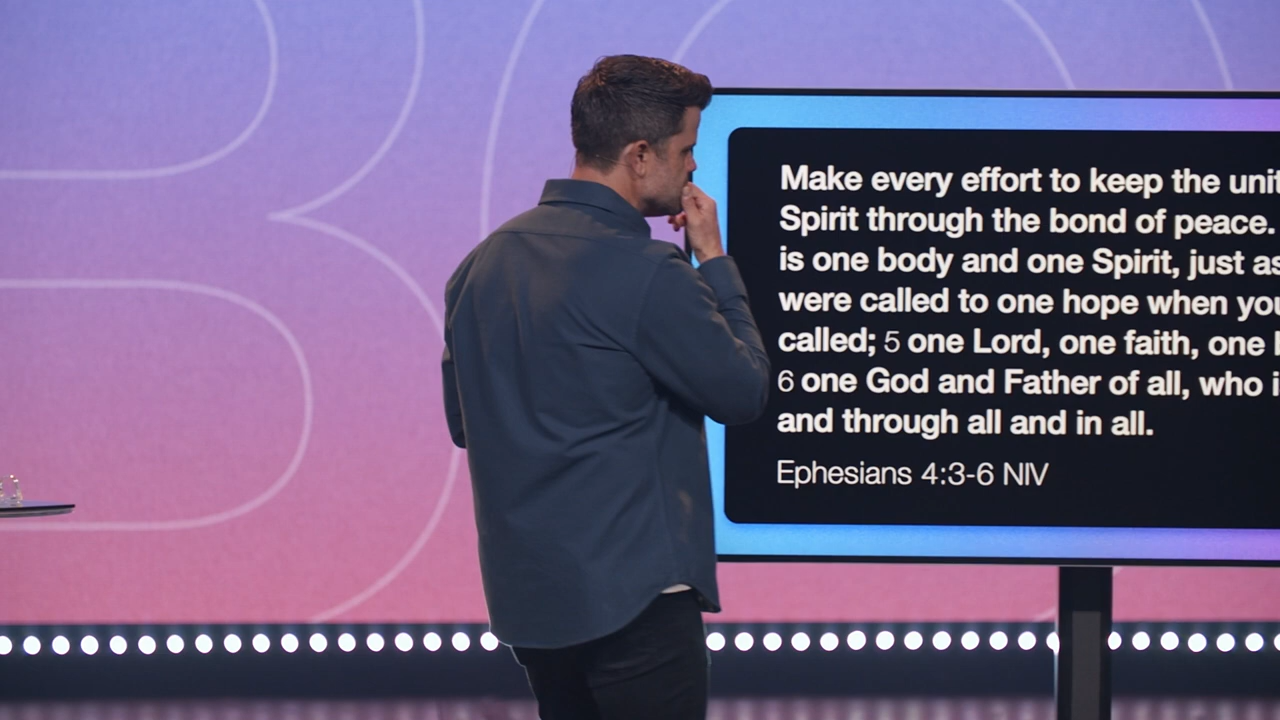 Make every effort to keep the unit
Spirit through the bond of peace.
is one body and one Spirit, just as
were called to one hope when you
called; 5 one Lord, one faith, one
6 one God and Father of all, who i
and through all and in all.
Ephesians 4:3-6 NIV